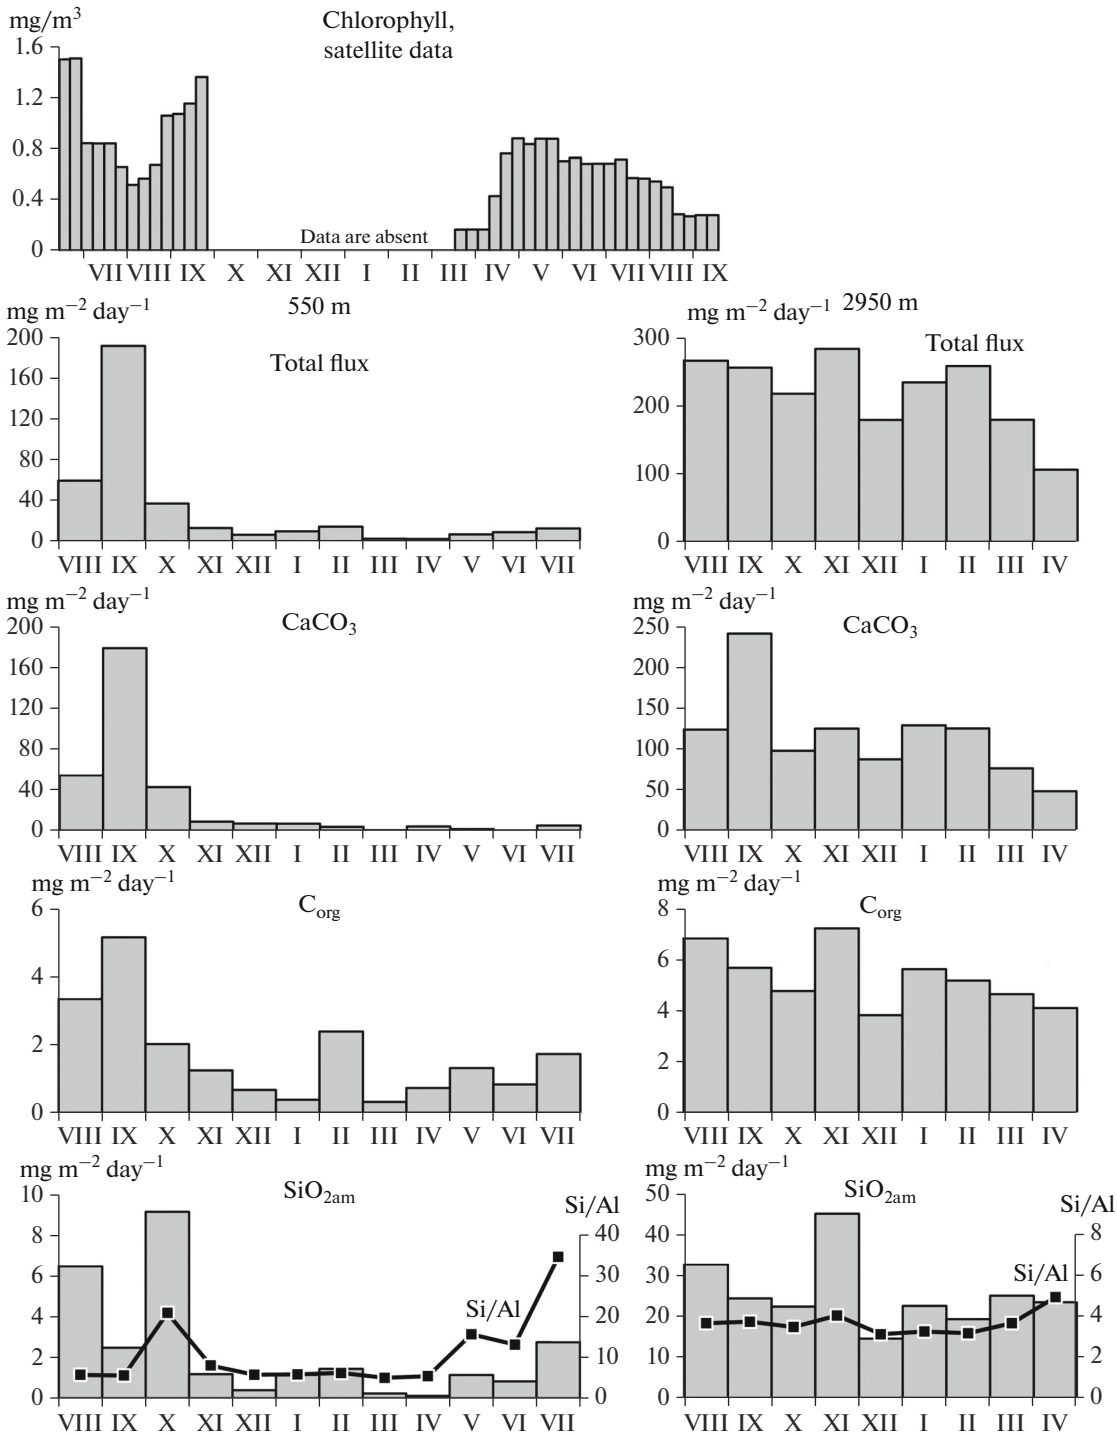 mg/m³
Chlorophyll,
satellite data
1.6
1.2
0.8
0.4
0
Data are absent
VII VIII IX X XI XII I II III IV V VI VII VIII IX
550 m
mg m⁻² day⁻¹
Total flux
200
160
120
80
40
0
VIII IX X XI XII I II III IV V VI VII
2950 m
mg m⁻² day⁻¹
Total flux
300
200
100
0
VIII IX X XI XII I II III IV
mg m⁻² day⁻¹
CaCO₃
200
160
120
80
40
0
VIII IX X XI XII I II III IV V VI VII
mg m⁻² day⁻¹
CaCO₃
250
200
150
100
50
0
VIII IX X XI XII I II III IV
mg m⁻² day⁻¹
C_org
6
4
2
0
VIII IX X XI XII I II III IV V VI VII
mg m⁻² day⁻¹
C_org
8
6
4
2
0
VIII IX X XI XII I II III IV
mg m⁻² day⁻¹
SiO₂am
Si/Al
10
8
6
4
2
0
40
30
20
10
0
Si/Al
VIII IX X XI XII I II III IV V VI VII
mg m⁻² day⁻¹
SiO₂am
Si/Al
50
40
30
20
10
0
8
6
4
2
0
Si/Al
VIII IX X XI XII I II III IV